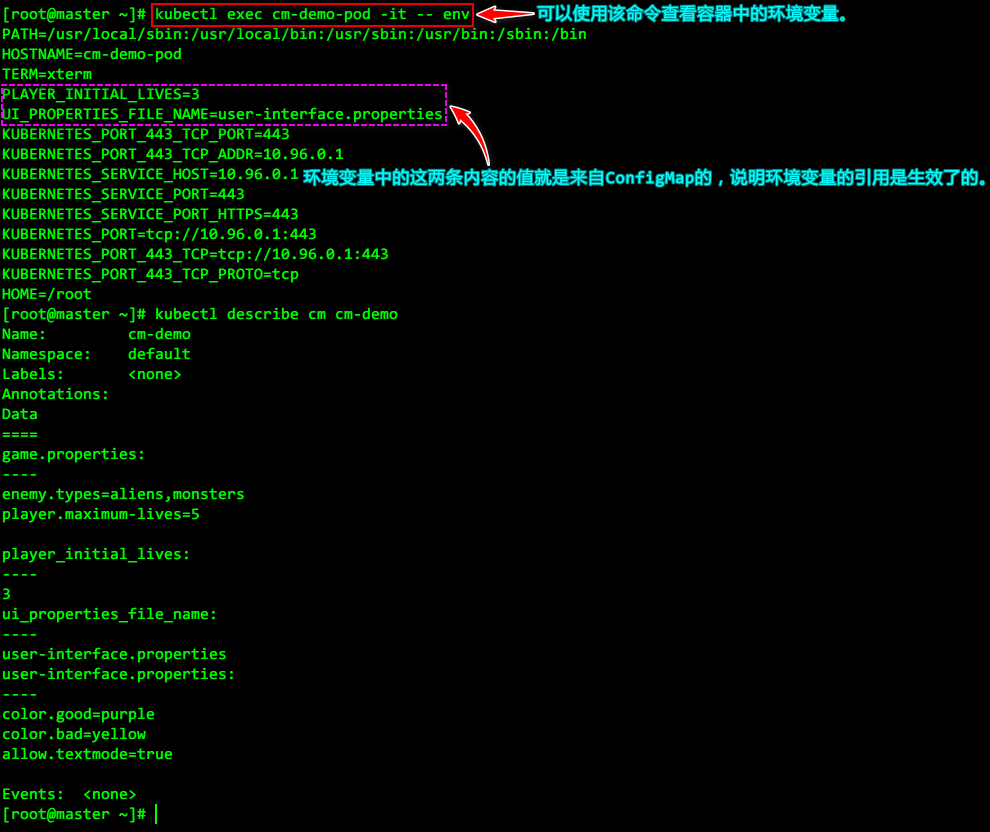 [root@master ~]# kubectl exec cm-demo-pod -it -- env 可以使用该命令查看容器中的环境变量。
PATH=/usr/local/sbin:/usr/local/bin:/usr/sbin:/usr/bin:/sbin:/bin
HOSTNAME=cm-demo-pod
TERM=xterm
PLAYER_INITIAL_LIVES=3
UI_PROPERTIES_FILE_NAME=user-interface.properties
KUBERNETES_PORT_443_TCP_PORT=443
KUBERNETES_PORT_443_TCP_ADDR=10.96.0.1
KUBERNETES_SERVICE_HOST=10.96.0.1 环境变量中的这两条内容的值就是来自ConfigMap的，说明环境变量的引用是生效了的。
KUBERNETES_SERVICE_PORT=443
KUBERNETES_SERVICE_PORT_HTTPS=443
KUBERNETES_PORT=tcp://10.96.0.1:443
KUBERNETES_PORT_443_TCP=tcp://10.96.0.1:443
KUBERNETES_PORT_443_TCP_PROTO=tcp
HOME=/root
[root@master ~]# kubectl describe cm cm-demo
Name:         cm-demo
Namespace:    default
Labels:       <none>
Annotations:
Data
====
game.properties:
----
enemy.types=aliens,monsters
player.maximum-lives=5
player_initial_lives:
----
3
ui_properties_file_name:
----
user-interface.properties
user-interface.properties:
----
color.good=purple
color.bad=yellow
allow.textmode=true
Events:  <none>
[root@master ~]#